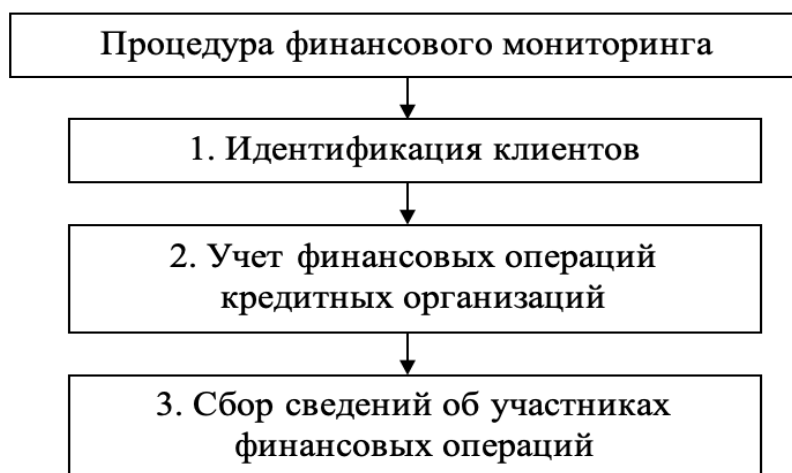 Процедура финансового мониторинга
1. Идентификация клиентов
2. Учет финансовых операций
кредитных организаций
3. Сбор сведений об участниках
финансовых операций